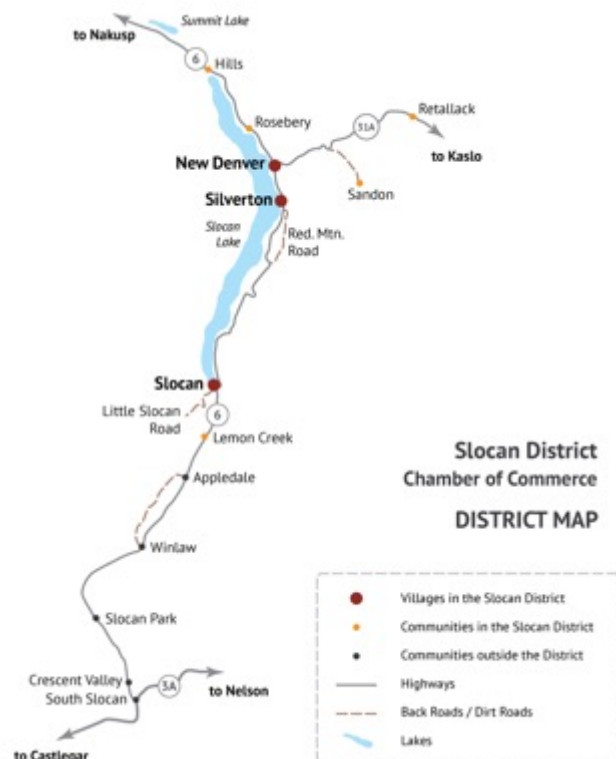 Summit Lake
to Nakusp
6
Hills
Rosebery
31A
Retallack
to Kaslo
New Denver
Sandon
Silverton
Slocan
Lake
Red. Mtn.
Road
Slocan
Little Slocan
Road
6
Lemon Creek
Appledale
Winlaw
Slocan Park
Crescent Valley
South Slocan
3A
to Nelson
to Castlegar
Slocan District
Chamber of Commerce
DISTRICT MAP
Villages in the Slocan District
Communities in the Slocan District
Communities outside the District
Highways
Back Roads / Dirt Roads
Lakes